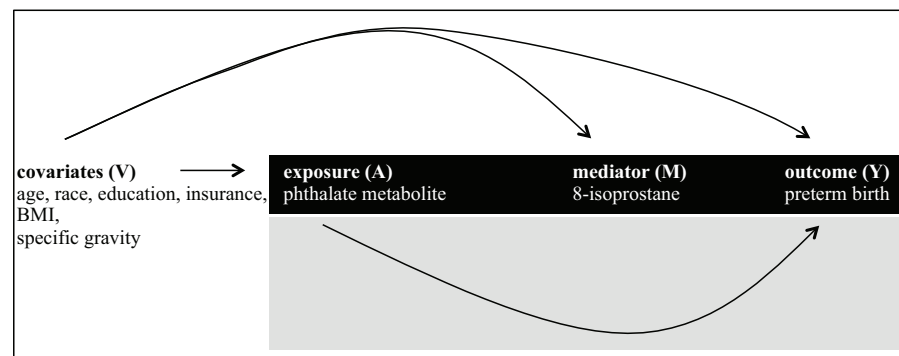 covariates (V)
age, race, education, insurance,
BMI,
specific gravity
exposure (A)
phthalate metabolite
mediator (M)
8-isoprostane
outcome (Y)
preterm birth